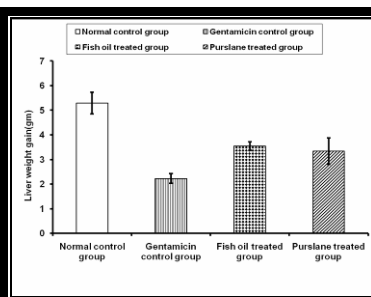 Normal control group Gentamicin control group
Fish oil treated group Purslane treated group
7
6
5
4
3
2
1
0
Liver weight gain(gm)
Normal control group
Gentamicin control group
Fish oil treated group
Purslane treated group